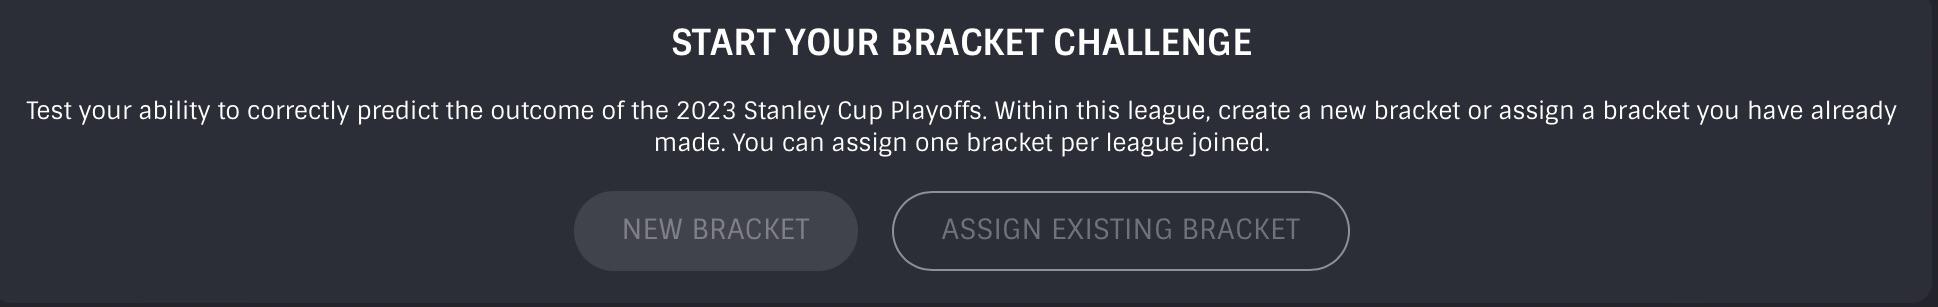 START YOUR BRACKET CHALLENGE
Test your ability to correctly predict the outcome of the 2023 Stanley Cup Playoffs. Within this league, create a new bracket or assign a bracket you have already
made. You can assign one bracket per league joined.
NEW BRACKET
ASSIGN EXISTING BRACKET